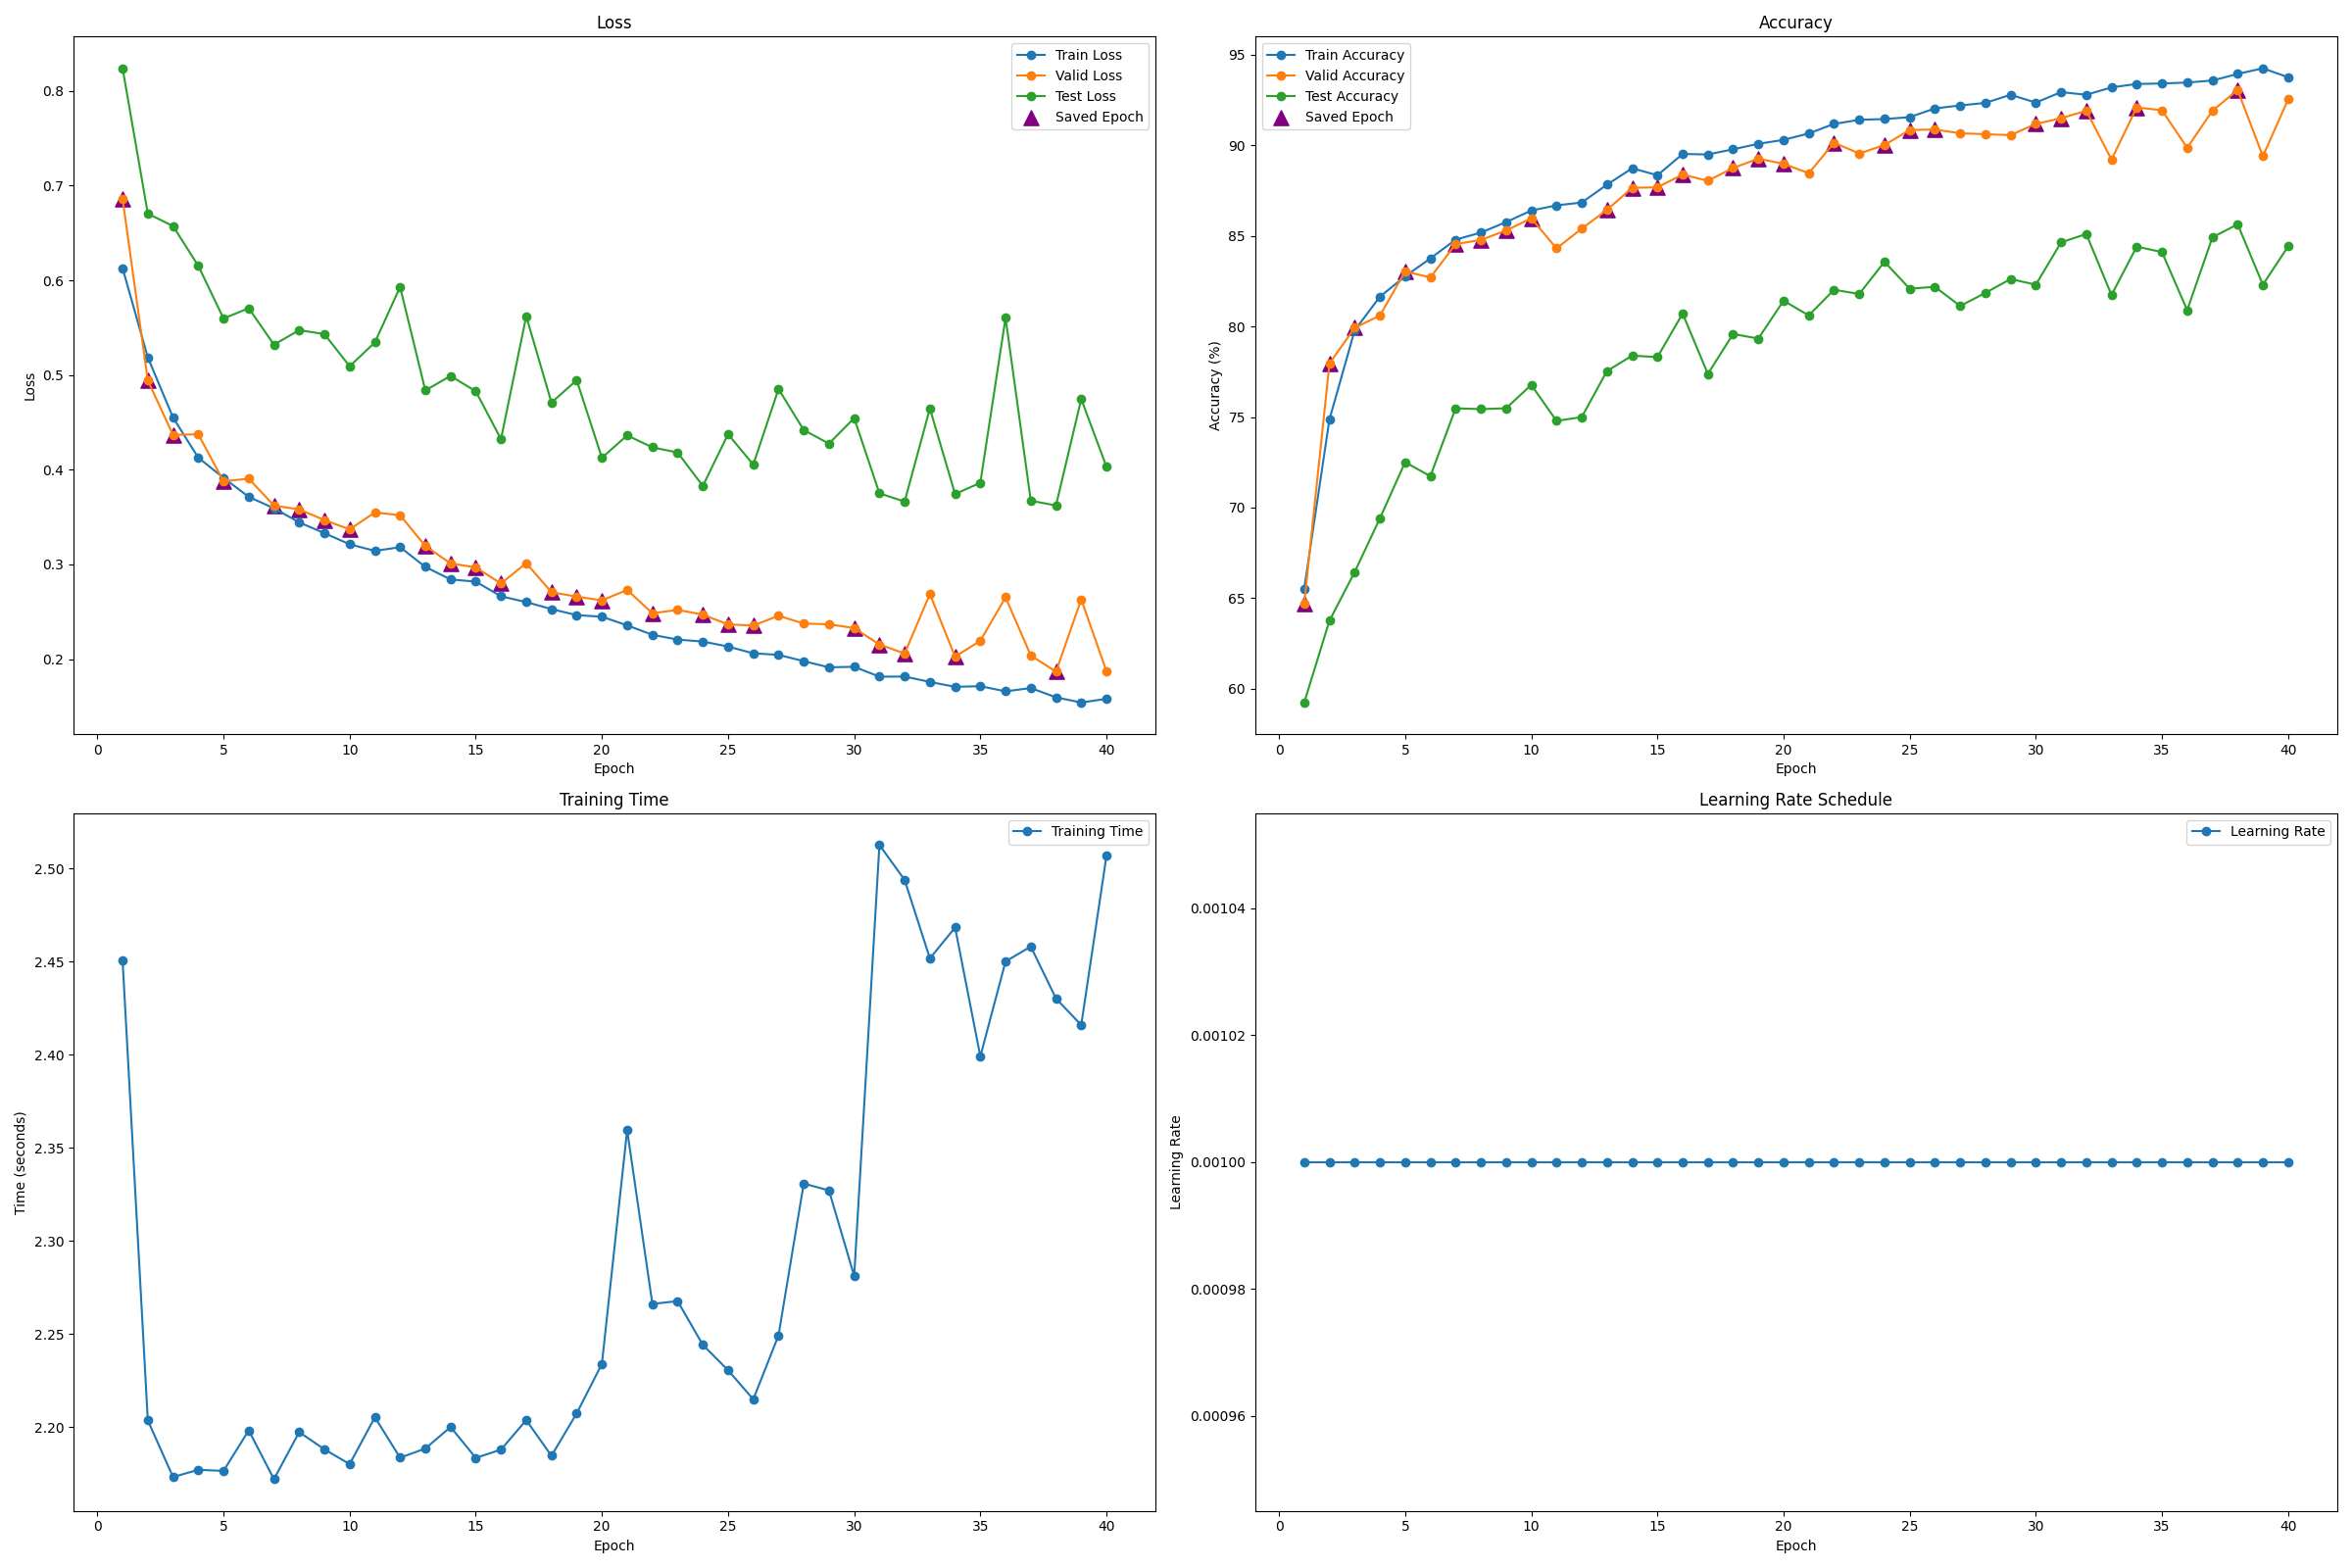 Loss
Train Loss
Valid Loss
Test Loss
Saved Epoch
0.8
0.7
0.6
0.5
0.4
0.3
0.2
Loss
0 5 10 15 20 25 30 35 40
Epoch
Accuracy
Train Accuracy
Valid Accuracy
Test Accuracy
Saved Epoch
95
90
85
80
75
70
65
60
Accuracy (%)
0 5 10 15 20 25 30 35 40
Epoch
Training Time
Training Time
2.50
2.45
2.40
2.35
2.30
2.25
2.20
Time (seconds)
0 5 10 15 20 25 30 35 40
Epoch
Learning Rate Schedule
Learning Rate
0.00104
0.00102
0.00100
0.00098
0.00096
Learning Rate
0 5 10 15 20 25 30 35 40
Epoch